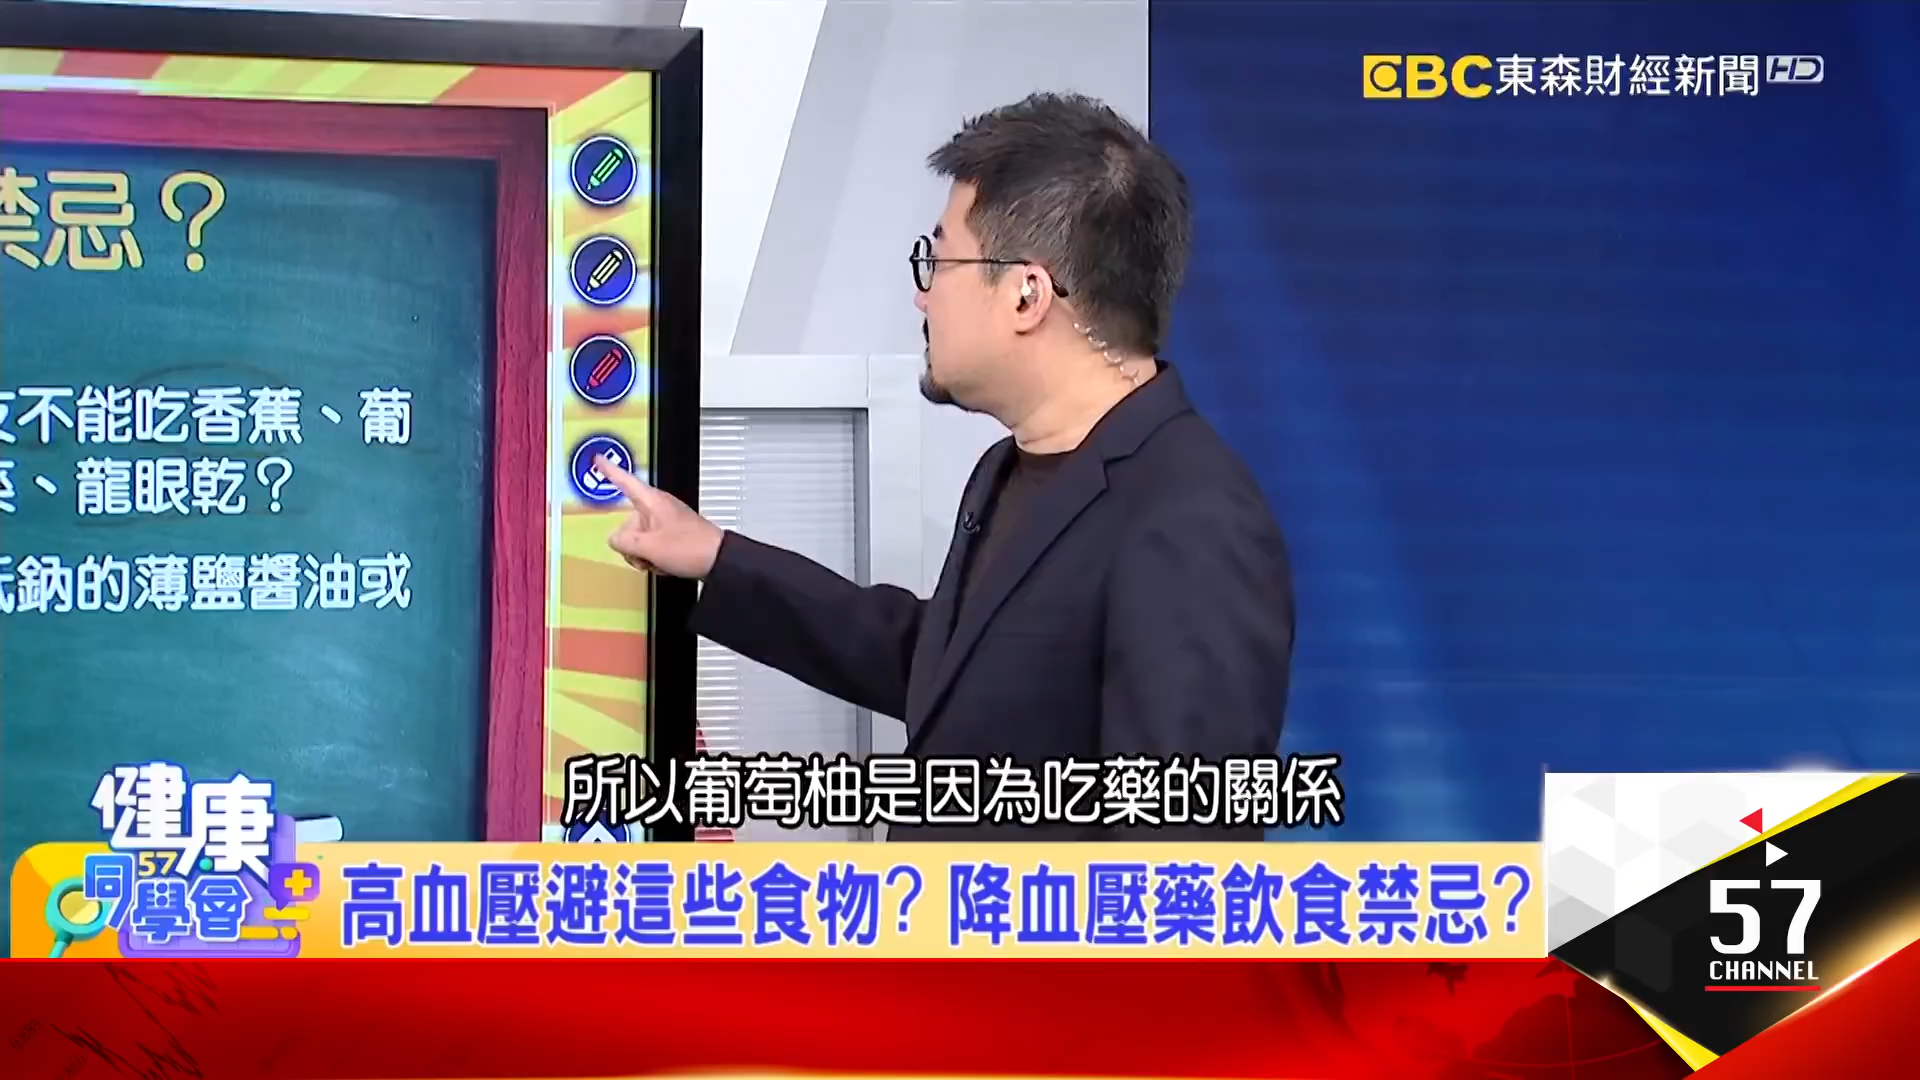 EBC東森財經新聞HD
禁忌？
友不能吃香蕉、葡
、龍眼乾？
低鈉的薄鹽醬油或
所以葡萄柚是因為吃藥的關係
健康
57
同學會
高血壓避這些食物？降血壓藥飲食禁忌？
57
CHANNEL